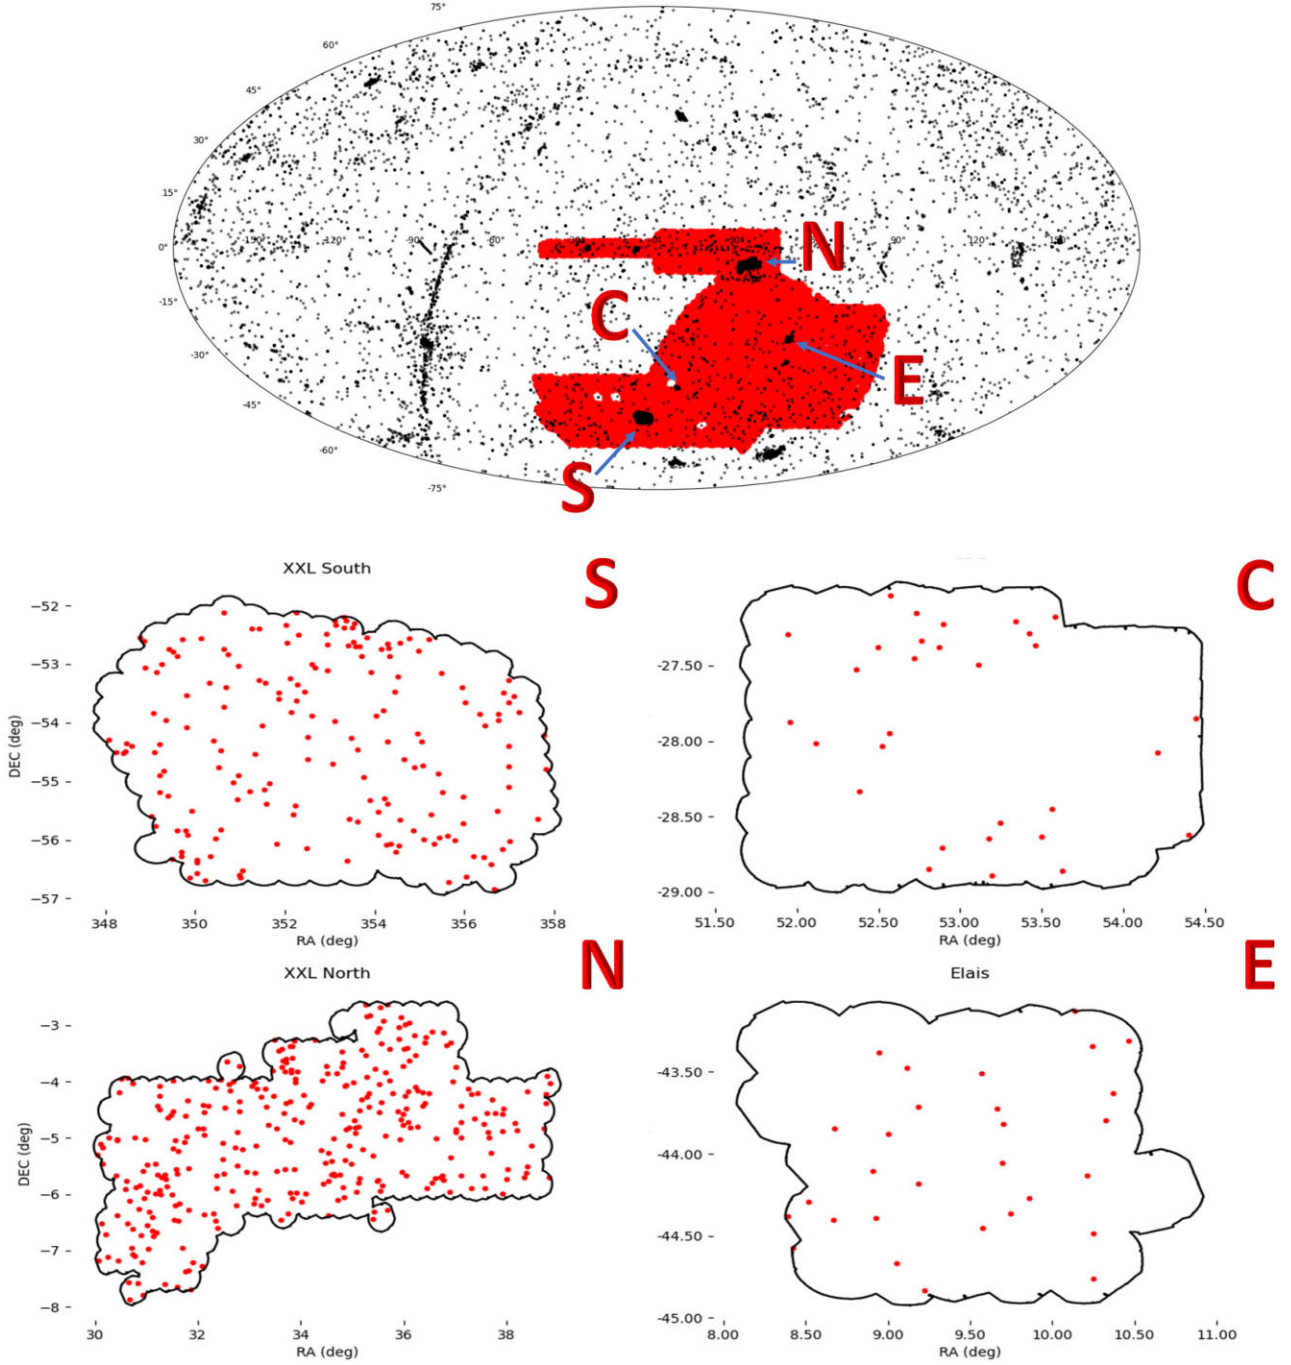 75°
60°
45°
30°
15°
0°
-15°
-30°
-45°
-60°
-75°
-120
-90
-60
90
120
N
C
E
S
XXL South
S
−52
−53
−54
−55
−56
−57
DEC (deg)
348 350 352 354 356 358
RA (deg)
C
−27.50
−28.00
−28.50
−29.00
51.50 52.00 52.50 53.00 53.50 54.00 54.50
RA (deg)
XXL North
N
−3
−4
−5
−6
−7
−8
DEC (deg)
30 32 34 36 38
RA (deg)
Elais
E
−43.50
−44.00
−44.50
−45.00
8.00 8.50 9.00 9.50 10.00 10.50 11.00
RA (deg)